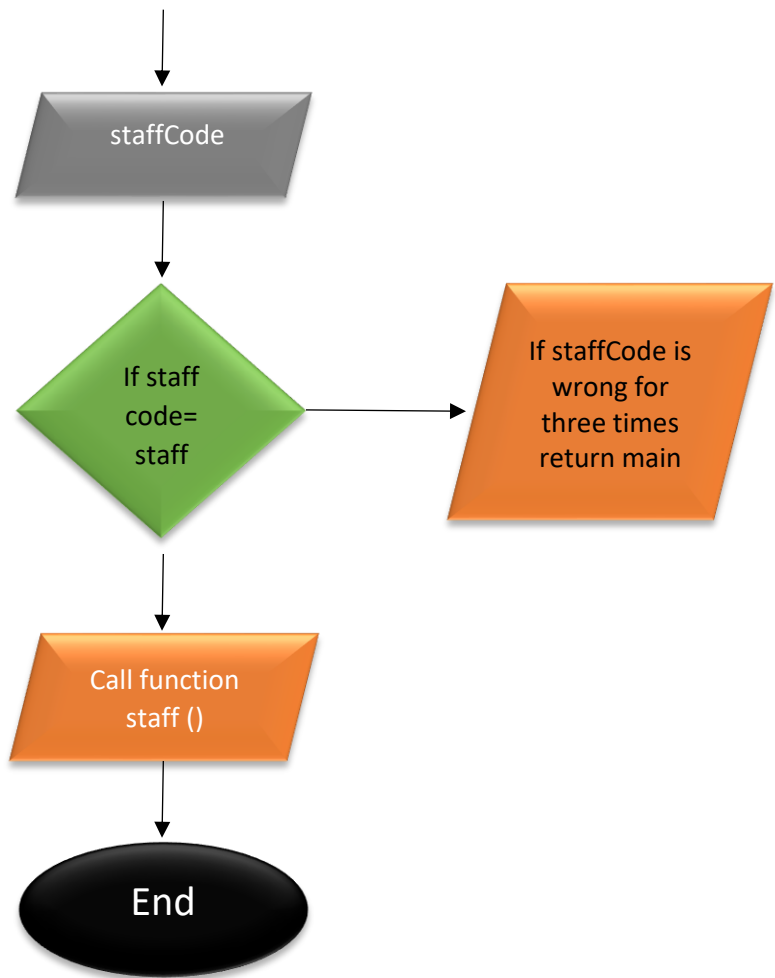 staffCode
If staff
code=
staff
If staffCode is
wrong for
three times
return main
Call function
staff ()
End